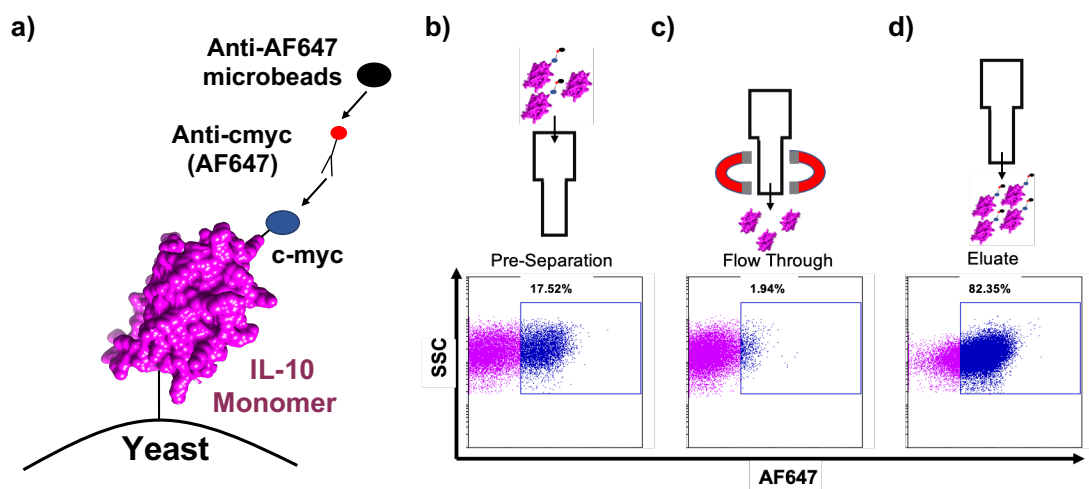 a)
Anti-AF647
microbeads
Anti-cmyc
(AF647)
c-myc
IL-10
Monomer
Yeast
b)
Pre-Separation
17.52%
c)
Flow Through
1.94%
d)
Eluate
82.35%
SSC
AF647